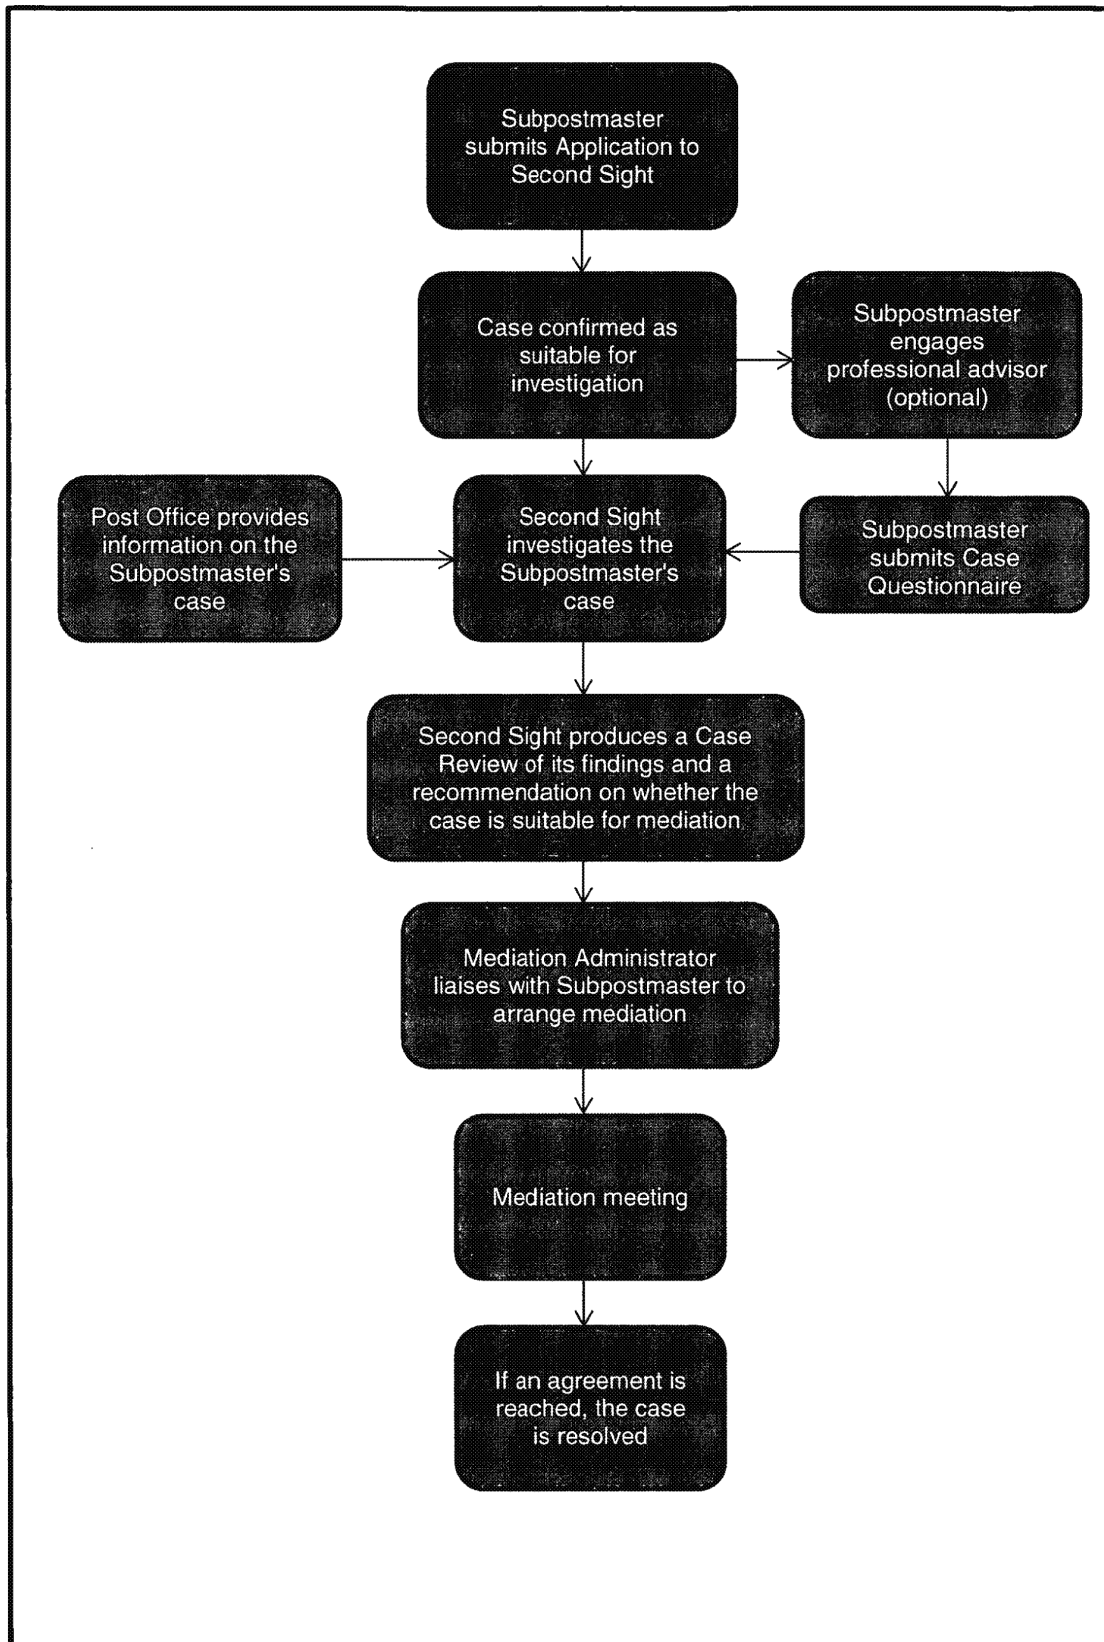 Subpostmaster
submits Application to
Second Sight
Case confirmed as
suitable for
investigation
Subpostmaster
engages
professional advisor
(optional)
Post Office provides
information on the
Subpostmaster's
case
Second Sight
investigates the
Subpostmaster's
case
Subpostmaster
submits Case
Questionnaire
Second Sight produces a Case
Review of its findings and a
recommendation on whether the
case is suitable for mediation
Mediation Administrator
liaises with Subpostmaster to
arrange mediation
Mediation meeting
If an agreement is
reached, the case
is resolved